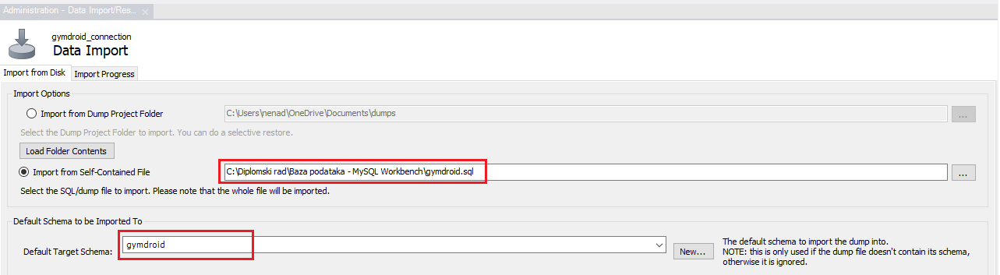 Administration - Data Import/Res...
gymdroid_connection
Data Import
Import from Disk
Import Progress
Import Options
Import from Dump Project Folder
C:\Users\nenad\OneDrive\Documents\dumps
...
Select the Dump Project Folder to import. You can do a selective restore.
Load Folder Contents
Import from Self-Contained File
C:\Diplomski rad\Baza podataka - MySQL Workbench\gymdroid.sql
...
Select the SQL/dump file to import. Please note that the whole file will be imported.
Default Schema to be Imported To
Default Target Schema:
gymdroid
New...
The default schema to import the dump into.
NOTE: this is only used if the dump file doesn't contain its schema,
otherwise it is ignored.